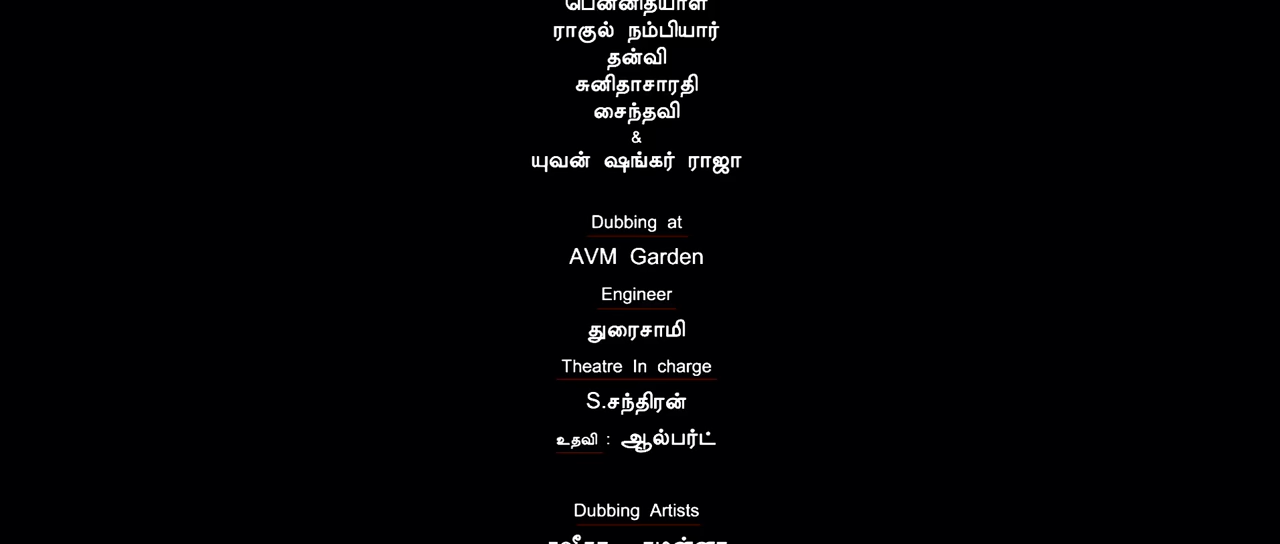 ராகுல் நம்பியார்
தன்வி
சுனிதாசாரதி
சைந்தவி
&
யுவன் ஷங்கர் ராஜா
Dubbing at
AVM Garden
Engineer
துரைசாமி
Theatre In charge
S.சந்திரன்
உதவி : ஆல்பர்ட்
Dubbing Artists